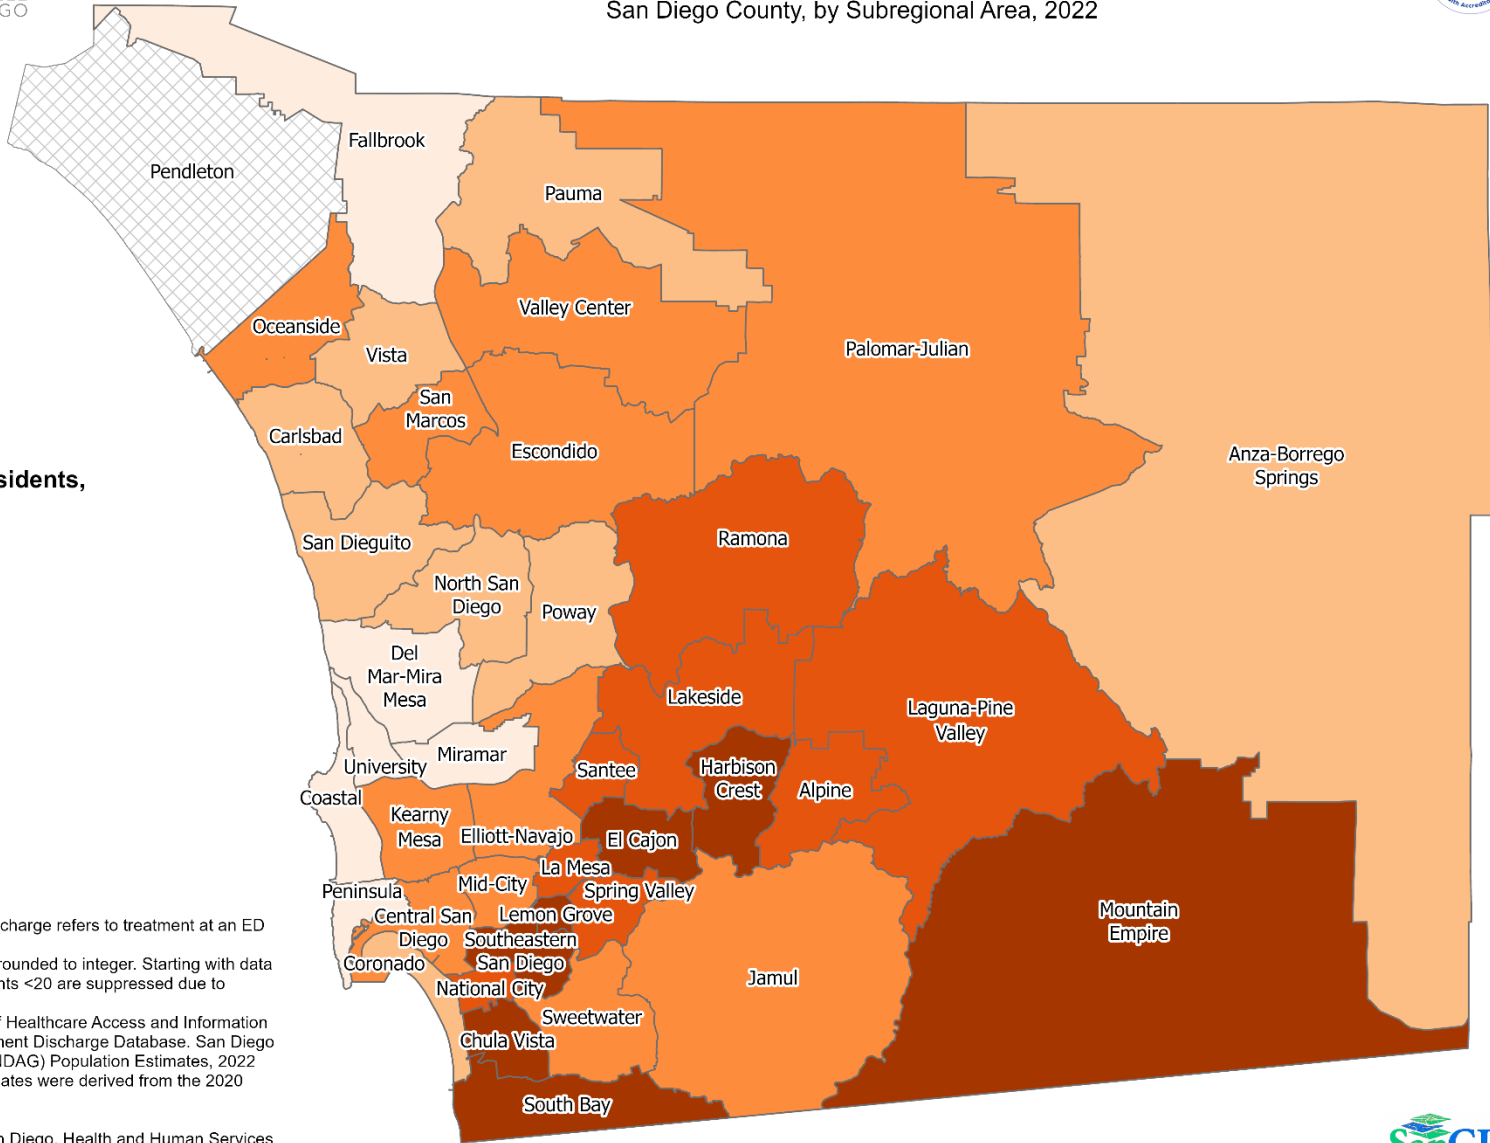 GO
San Diego County, by Subregional Area, 2022
Fallbrook
Pendleton
Pauma
Valley Center
Oceanside
Palomar-Julian
Vista
San
Marcos
Carlsbad
Escondido
Anza-Borrego
Springs
sidents,
Ramona
San Dieguito
North San
Diego
Poway
Del
Mar-Mira
Mesa
Lakeside
Laguna-Pine
Valley
Miramar
University
Santee
Harbison
Crest
Alpine
Coastal
Kearny
Mesa
Elliott-Navajo
El Cajon
La Mesa
Mid-City
Peninsula
Spring Valley
Lemon Grove
Central San
Diego
Mountain
Empire
Southeastern
San Diego
Coronado
Jamul
National City
Sweetwater
Chula Vista
South Bay
charge refers to treatment at an ED
rounded to integer. Starting with data
nts <20 are suppressed due to
f Healthcare Access and Information
nent Discharge Database. San Diego
NDAG) Population Estimates, 2022
ates were derived from the 2020
n Diego, Health and Human Services